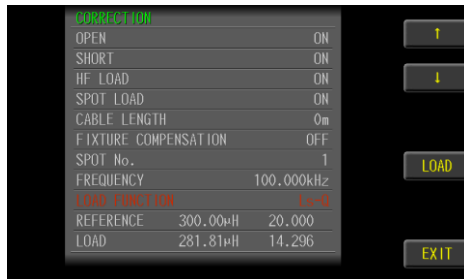 CORRECTION
OPEN ON
SHORT ON
HF LOAD ON
SPOT LOAD ON
CABLE LENGTH 0m
FIXTURE COMPENSATION OFF
SPOT No. 1
FREQUENCY 100.000kHz
LOAD FUNCTION Ls-Q
REFERENCE 300.00μH 20.000
LOAD 281.81μH 14.296
↑
↓
LOAD
EXIT